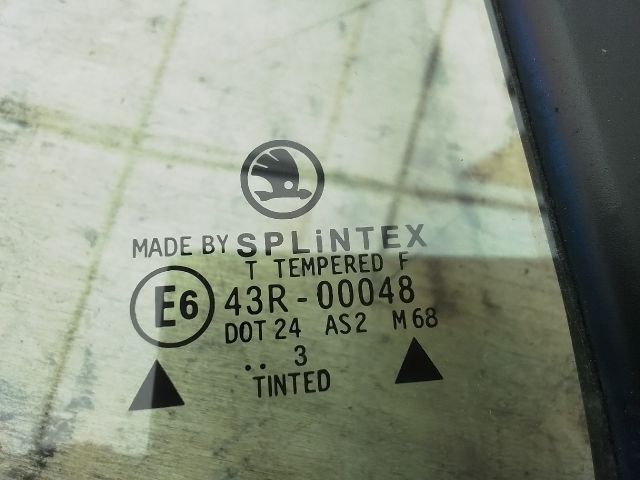 MADE BY SPLiNTEX
T TEMPERED F
E6 43R-00048
DOT 24 AS2 M68
.. 3
TINTED